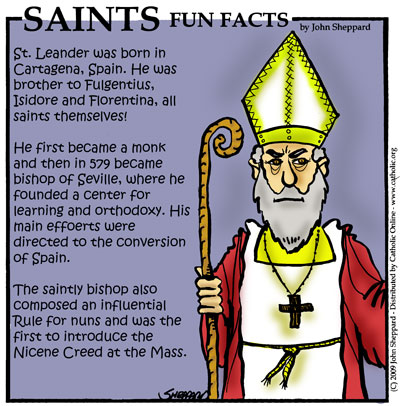 SAINTS FUN FACTS
by John Sheppard
St. Leander was born in
Cartagena, Spain. He was
brother to Fulgentius,
Isidore and Florentina, all
saints themselves!
He first became a monk
and then in 579 became
bishop of Seville, where he
founded a center for
learning and orthodoxy. His
main effoerts were
directed to the conversion
of Spain.
The saintly bishop also
composed an influential
Rule for nuns and was the
first to introduce the
Nicene Creed at the Mass.
SHEPPARD
(C) 2009 John Sheppard - Distributed by Catholic Online - www.catholic.org